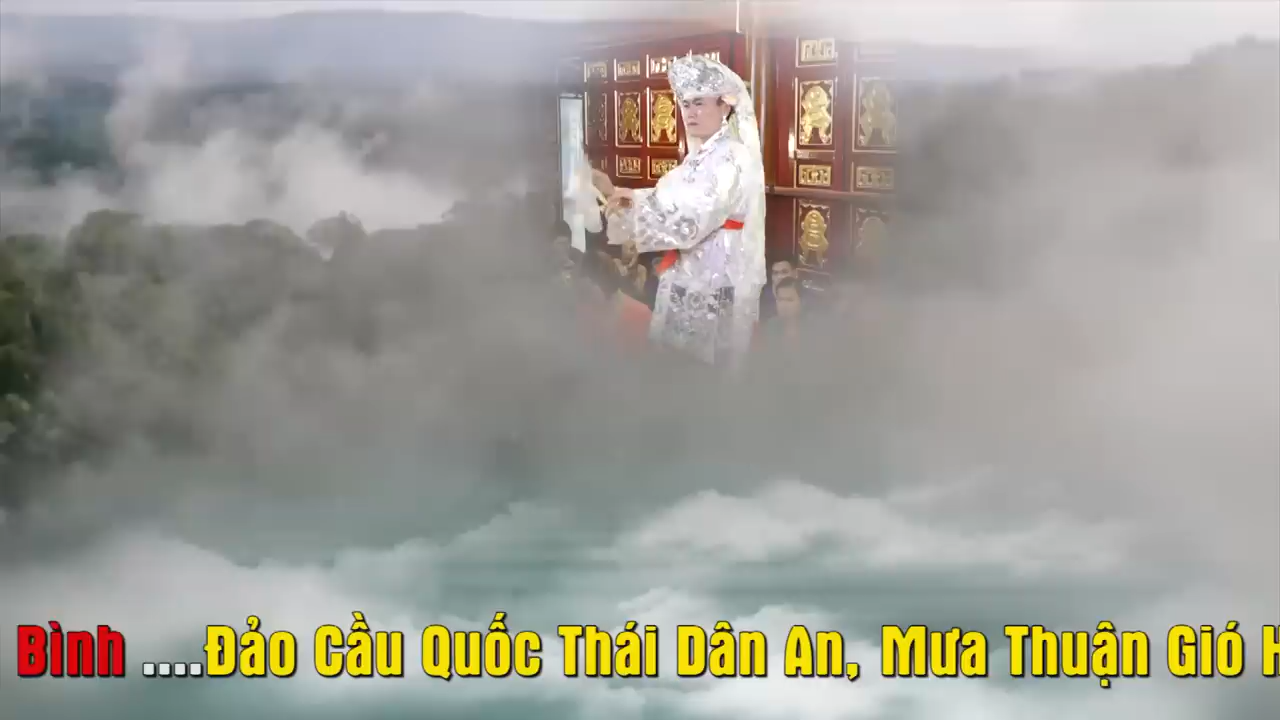 Bình ....Đảo Cầu Quốc Thái Dân An, Mưa Thuận Gió H